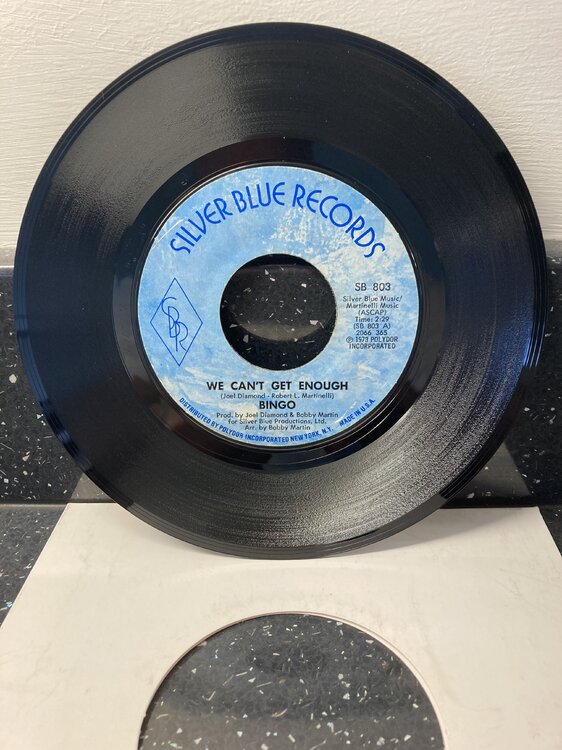 SILVER BLUE RECORDS
SBR
SB 803
Silver Blue Music/
Martinelli Music
(ASCAP)
Time: 2:29
(SB 803 A)
2066 365
Ⓟ 1973 POLYDOR
INCORPORATED
WE CAN'T GET ENOUGH
(Joel Diamond - Robert L. Martinelli)
BINGO
Prod. by Joel Diamond & Bobby Martin
for Silver Blue Productions, Ltd.
Arr. by Bobby Martin
DISTRIBUTED BY POLYDOR INCORPORATED NEW YORK, N.Y. MADE IN U.S.A.